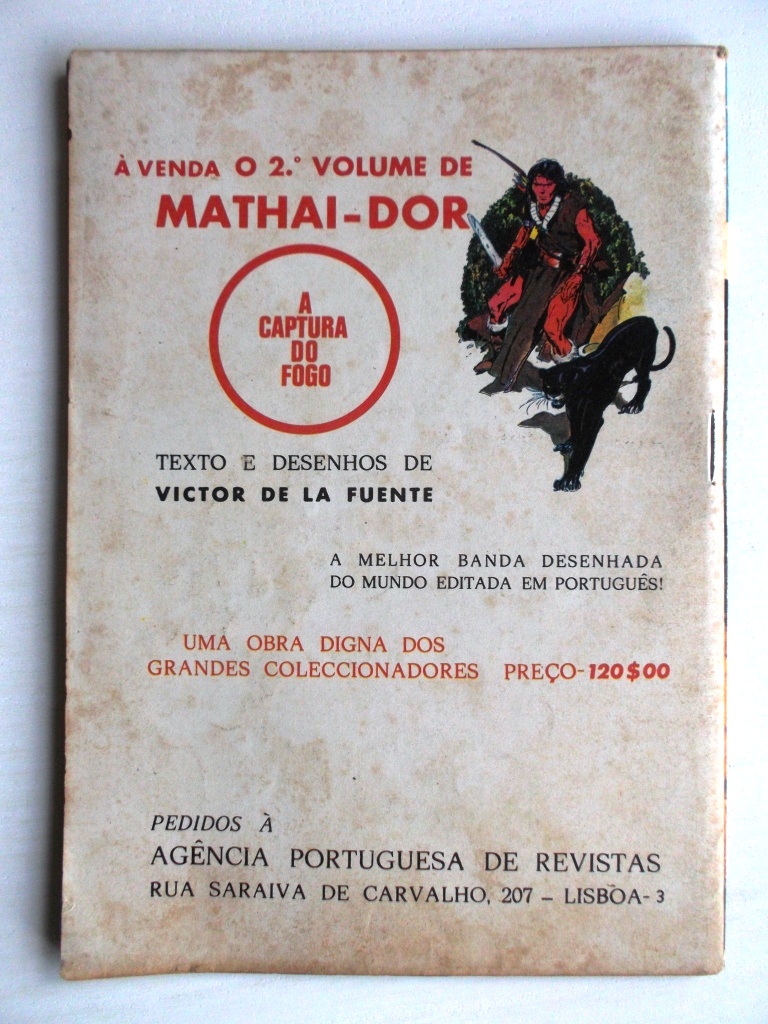 À VENDA O 2.º VOLUME DE
MATHAI-DOR
A
CAPTURA
DO
FOGO
TEXTO E DESENHOS DE
VICTOR DE LA FUENTE
A MELHOR BANDA DESENHADA
DO MUNDO EDITADA EM PORTUGUÊS!
UMA OBRA DIGNA DOS
GRANDES COLECCIONADORES PREÇO-120$00
PEDIDOS À
AGÊNCIA PORTUGUESA DE REVISTAS
RUA SARAIVA DE CARVALHO, 207 – LISBOA-3